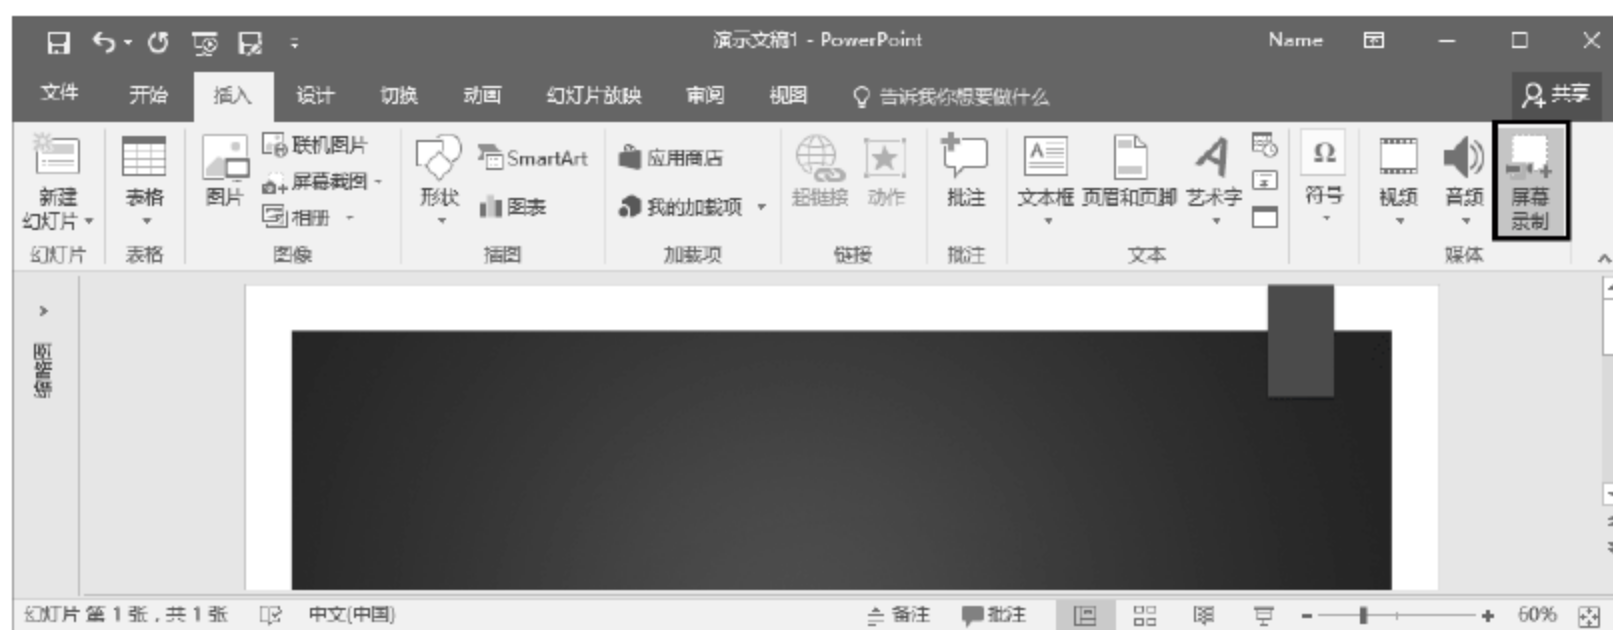 演示文稿1 - PowerPoint
Name
文件 开始 插入 设计 切换 动画 幻灯片放映 审阅 视图 告诉我你想要做什么 共享
新建
幻灯片
表格
图片
联机图片
屏幕截图
相册
形状
SmartArt
图表
应用商店
我的加载项
超链接
动作
批注
文本框
页眉和页脚
艺术字
符号
视频
音频
屏幕
录制
幻灯片 表格 图像 插图 加载项 链接 批注 文本 媒体
缩略图
幻灯片 第 1 张，共 1 张 中文(中国) 备注 批注 60%